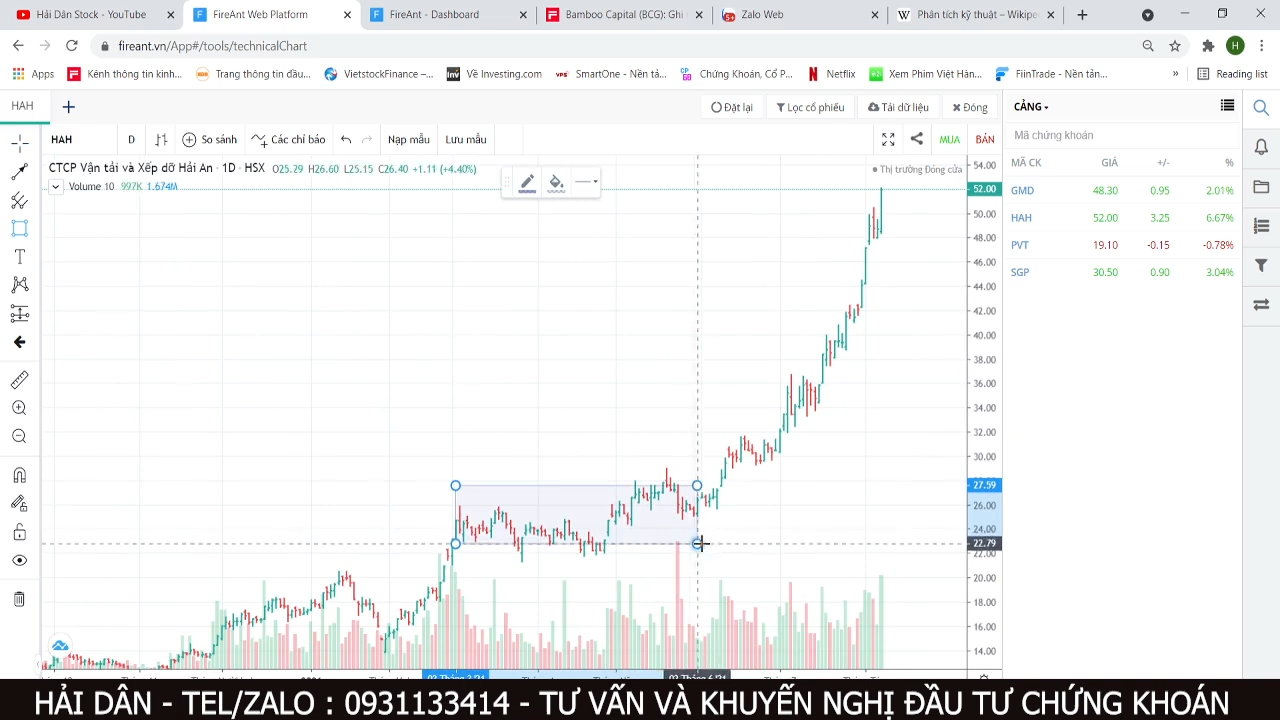 Hải Dân Stock - YouTube
FireAnt Web Platform
FireAnt - Dashboard
Bamboo Capital(BCG): Ghi
Zalo Web
Phân tích kỹ thuật – Wikipe
fireant.vn/App#/tools/technicalChart
H
Apps
Kênh thông tin kinh...
Trang thông tin đầu...
VietstockFinance –...
Về Investing.com
SmartOne - Nền tả...
Chứng Khoán, Cổ P...
Netflix
Xem Phim Việt Hàn...
FiinTrade - Nền tản...
Reading list
HAH
Đặt lại
Lọc cổ phiếu
Tải dữ liệu
Đóng
CẢNG
HAH
D
So sánh
Các chỉ báo
Nạp mẫu
Lưu mẫu
MUA
BÁN
Mã chứng khoán
CTCP Vận tải và Xếp dỡ Hải An · 1D · HSX O25.29 H26.60 L25.15 C26.40 +1.11 (+4.40%)
Thị trường Đóng cửa
Volume 10 997K 1.674M
MÃ CK GIÁ +/- %
GMD 48.30 0.95 2.01%
HAH 52.00 3.25 6.67%
PVT 19.10 -0.15 -0.78%
SGP 30.50 0.90 3.04%
54.00
52.00
50.00
48.00
46.00
44.00
42.00
40.00
38.00
36.00
34.00
32.00
30.00
27.59
26.00
24.00
22.79
22.00
20.00
18.00
16.00
14.00
HẢI DÂN - TEL/ZALO : 0931133414 - TƯ VẤN VÀ KHUYẾN NGHỊ ĐẦU TƯ CHỨNG KHOÁN